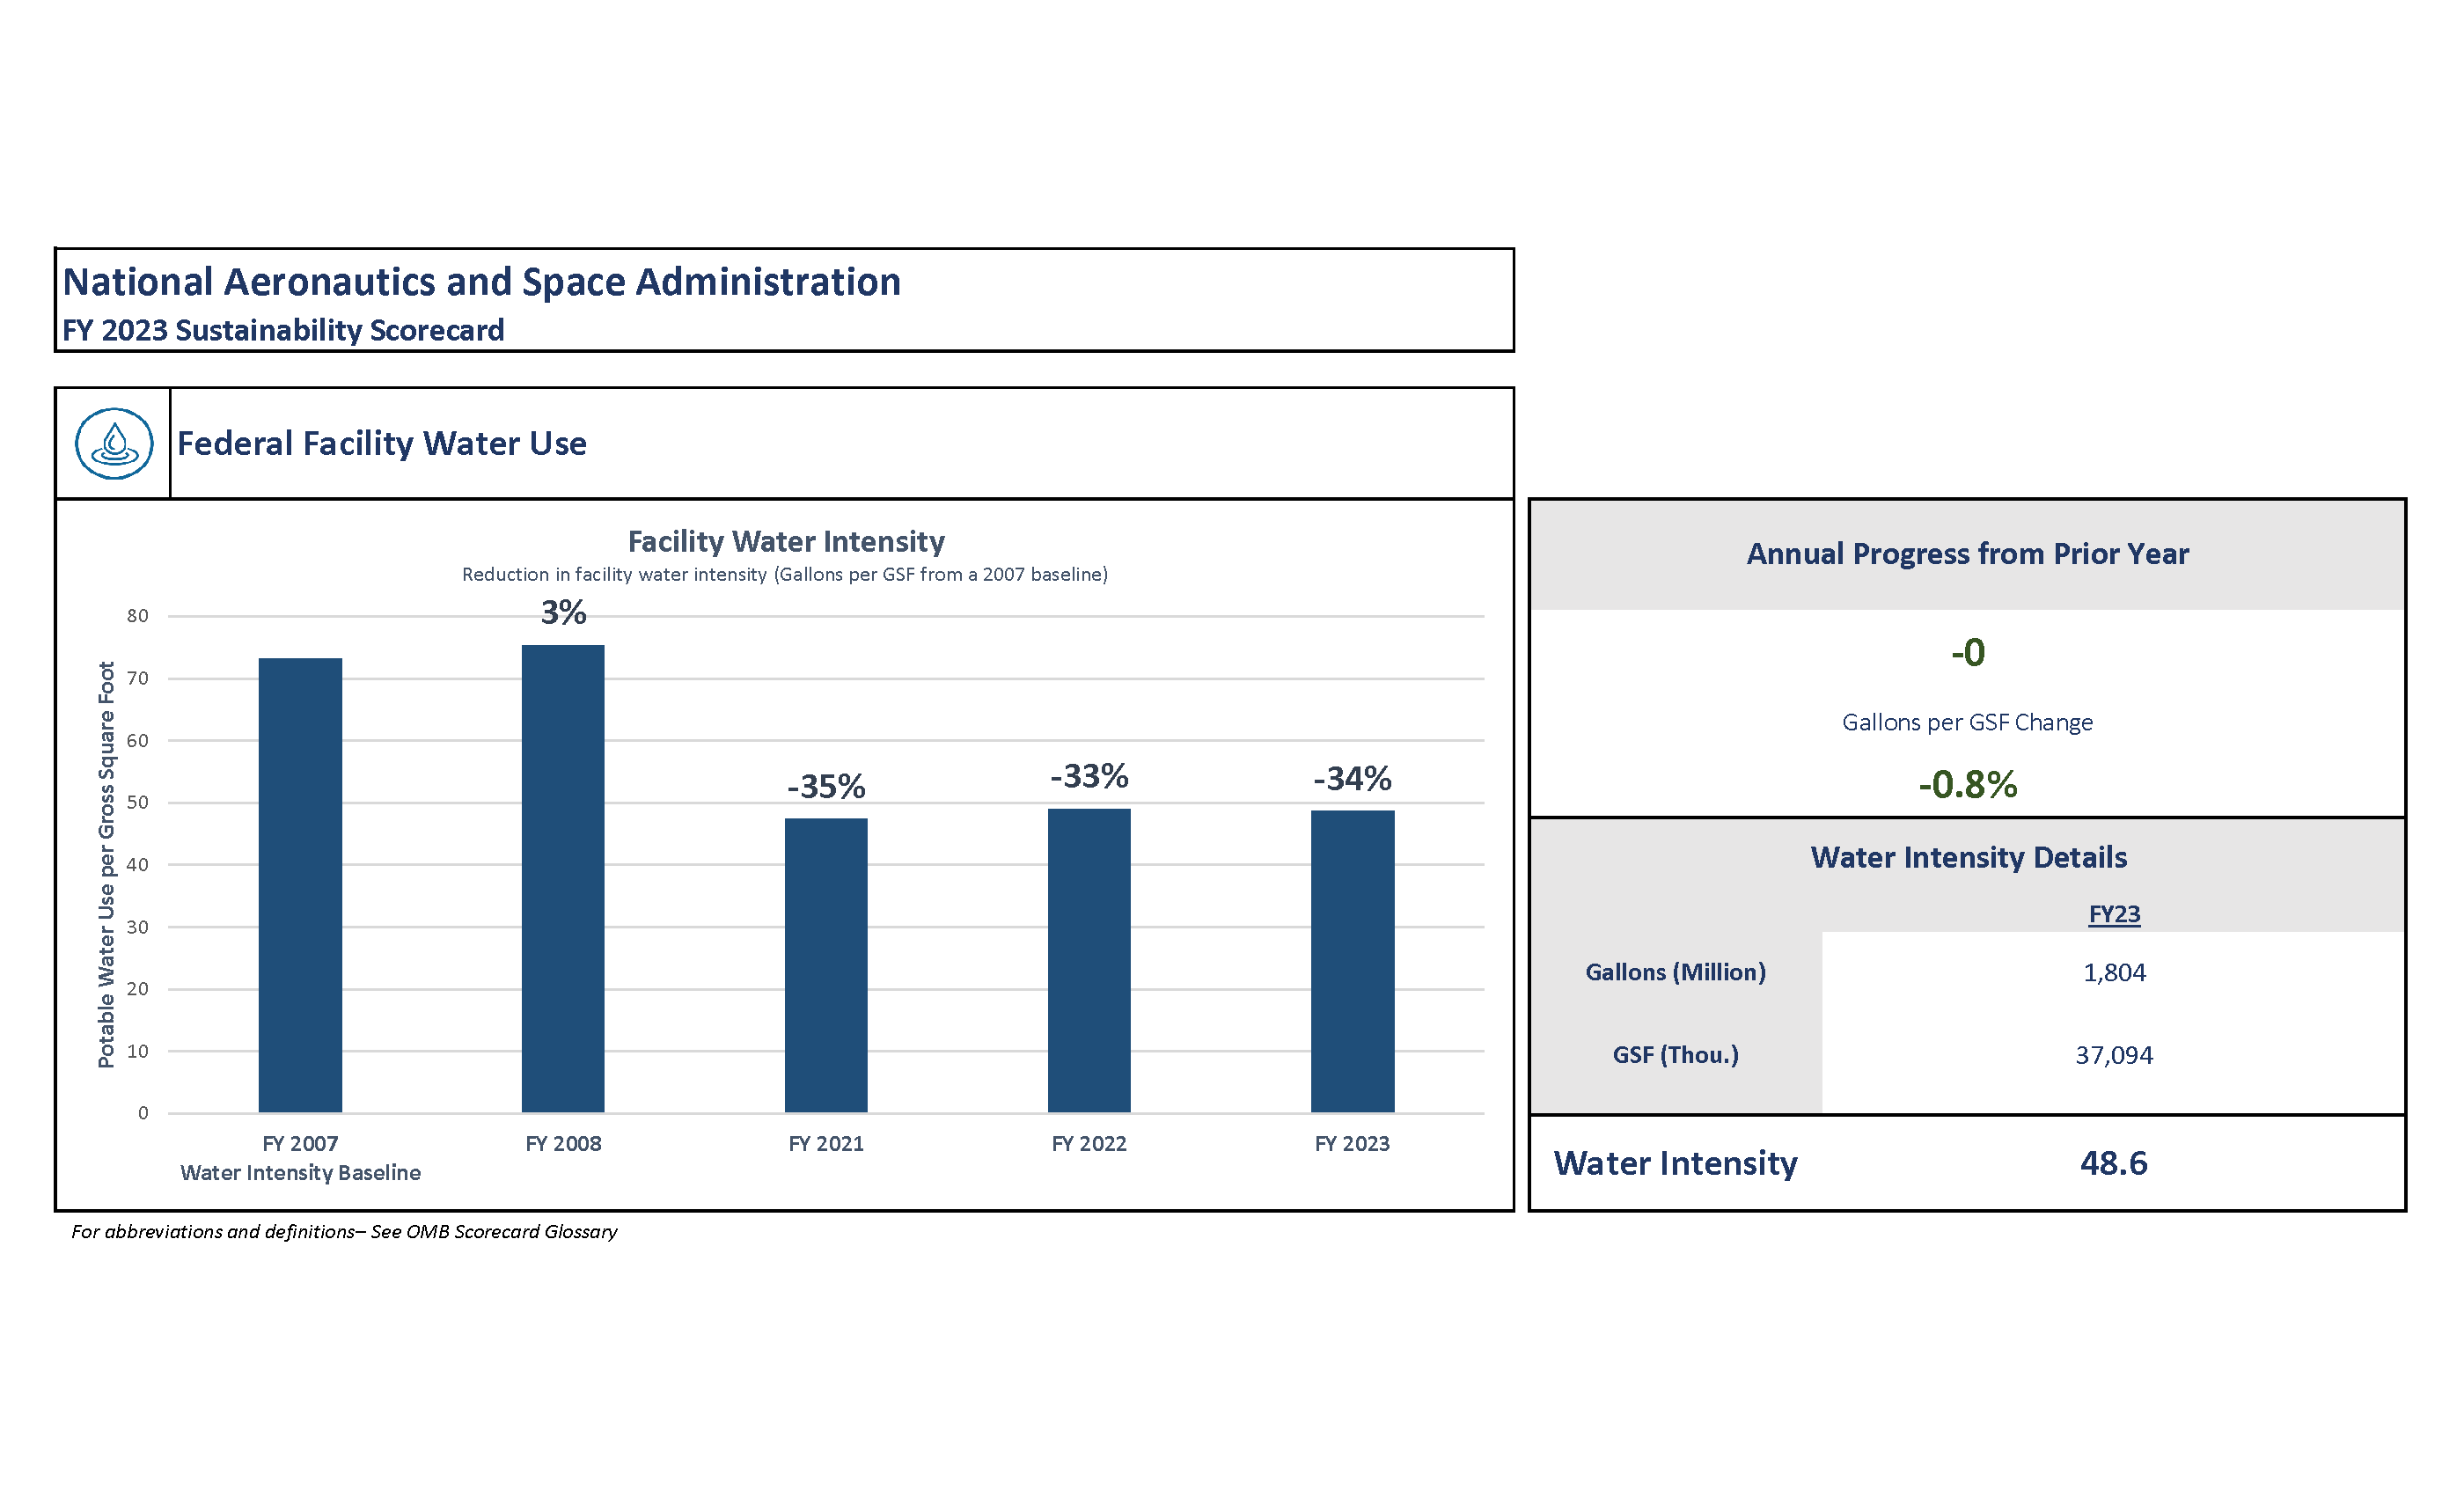 National Aeronautics and Space Administration
FY 2023 Sustainability Scorecard
Federal Facility Water Use
Facility Water Intensity
Reduction in facility water intensity (Gallons per GSF from a 2007 baseline)
Potable Water Use per Gross Square Foot
80
70
60
50
40
30
20
10
0
3%
-35%
-33%
-34%
FY 2007
Water Intensity Baseline
FY 2008
FY 2021
FY 2022
FY 2023
For abbreviations and definitions– See OMB Scorecard Glossary
Annual Progress from Prior Year
-0
Gallons per GSF Change
-0.8%
Water Intensity Details
FY23
Gallons (Million) 1,804
GSF (Thou.) 37,094
Water Intensity 48.6